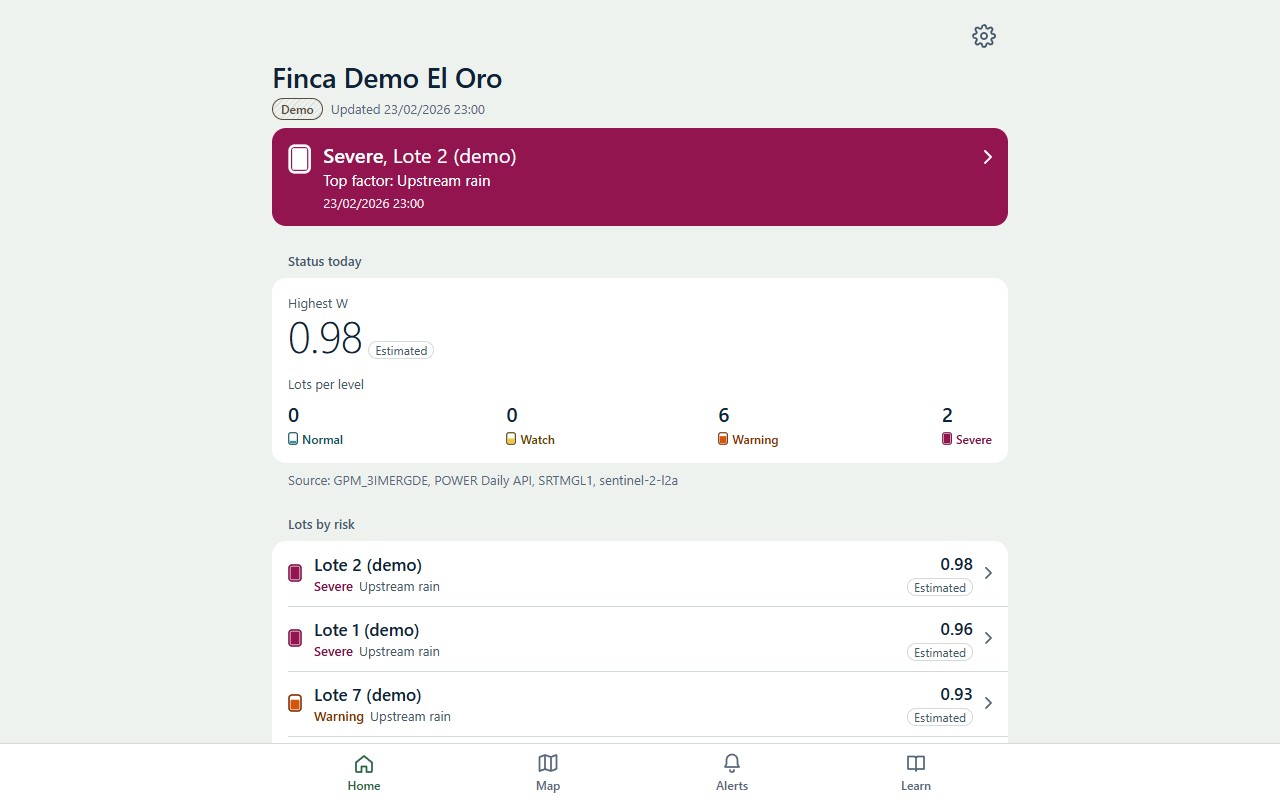 Finca Demo El Oro
Demo Updated 23/02/2026 23:00
Severe, Lote 2 (demo)
Top factor: Upstream rain
23/02/2026 23:00
Status today
Highest W
0.98 Estimated
Lots per level
0 0 6 2
Normal Watch Warning Severe
Source: GPM_3IMERGDE, POWER Daily API, SRTMGL1, sentinel-2-l2a
Lots by risk
Lote 2 (demo) 0.98
Severe Upstream rain Estimated
Lote 1 (demo) 0.96
Severe Upstream rain Estimated
Lote 7 (demo) 0.93
Warning Upstream rain Estimated
Home Map Alerts Learn